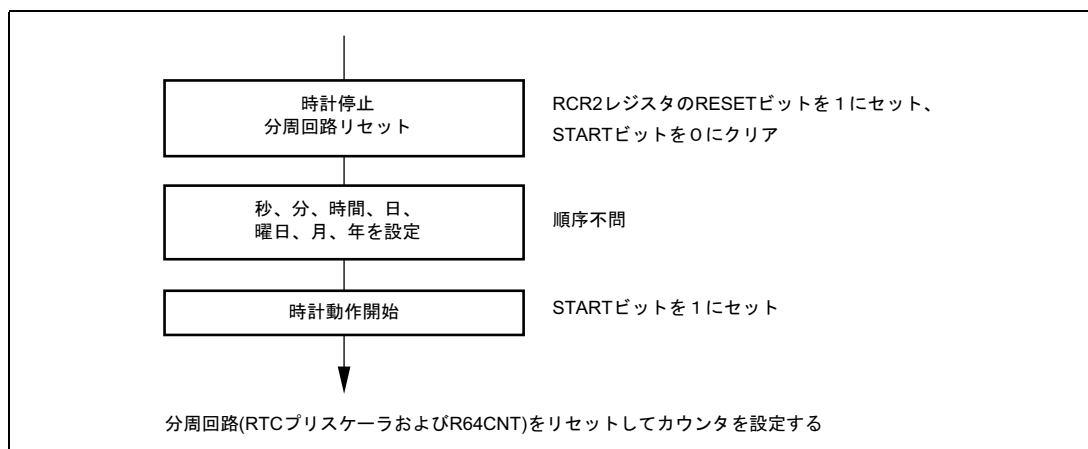 時計停止
分周回路リセット
RCR2レジスタのRESETビットを１にセット、
STARTビットを０にクリア
秒、分、時間、日、
曜日、月、年を設定
順序不問
時計動作開始
STARTビットを１にセット
分周回路(RTCプリスケーラおよびR64CNT)をリセットしてカウンタを設定する